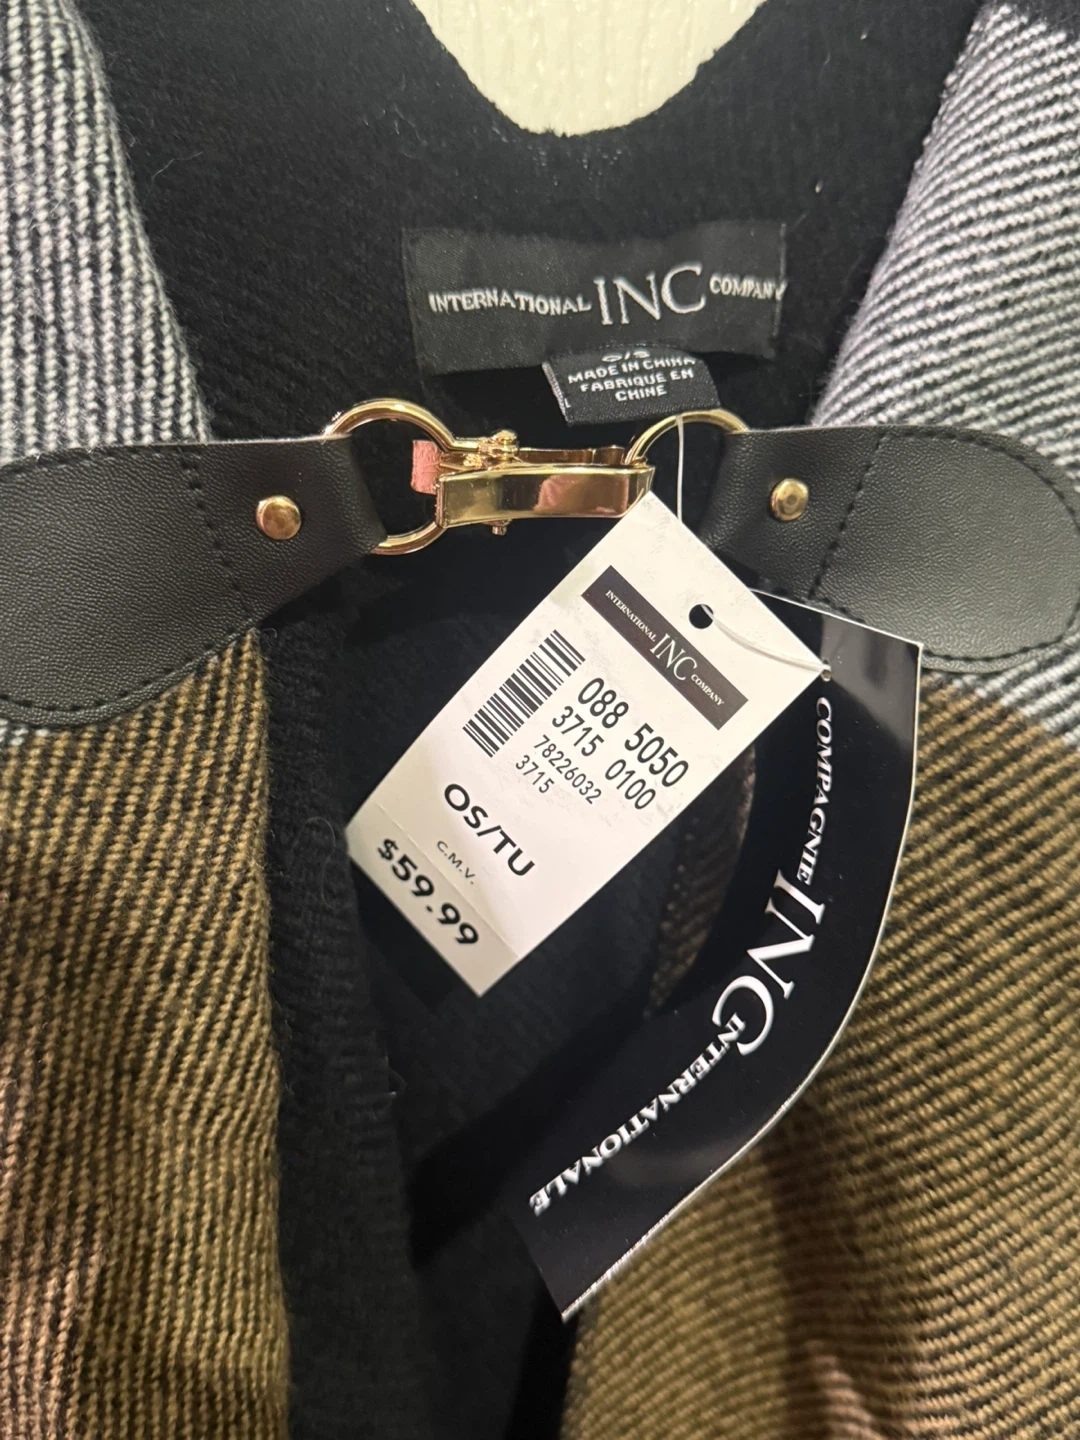 INTERNATIONAL INC COMPANY
O/S
MADE IN CHINA
FABRIQUE EN
CHINE
INTERNATIONAL INC COMPANY
088 5050
3715 0100
78226032
3715
OS/TU
C.M.V.
$59.99
COMPAGNIE INC INTERNATIONALE